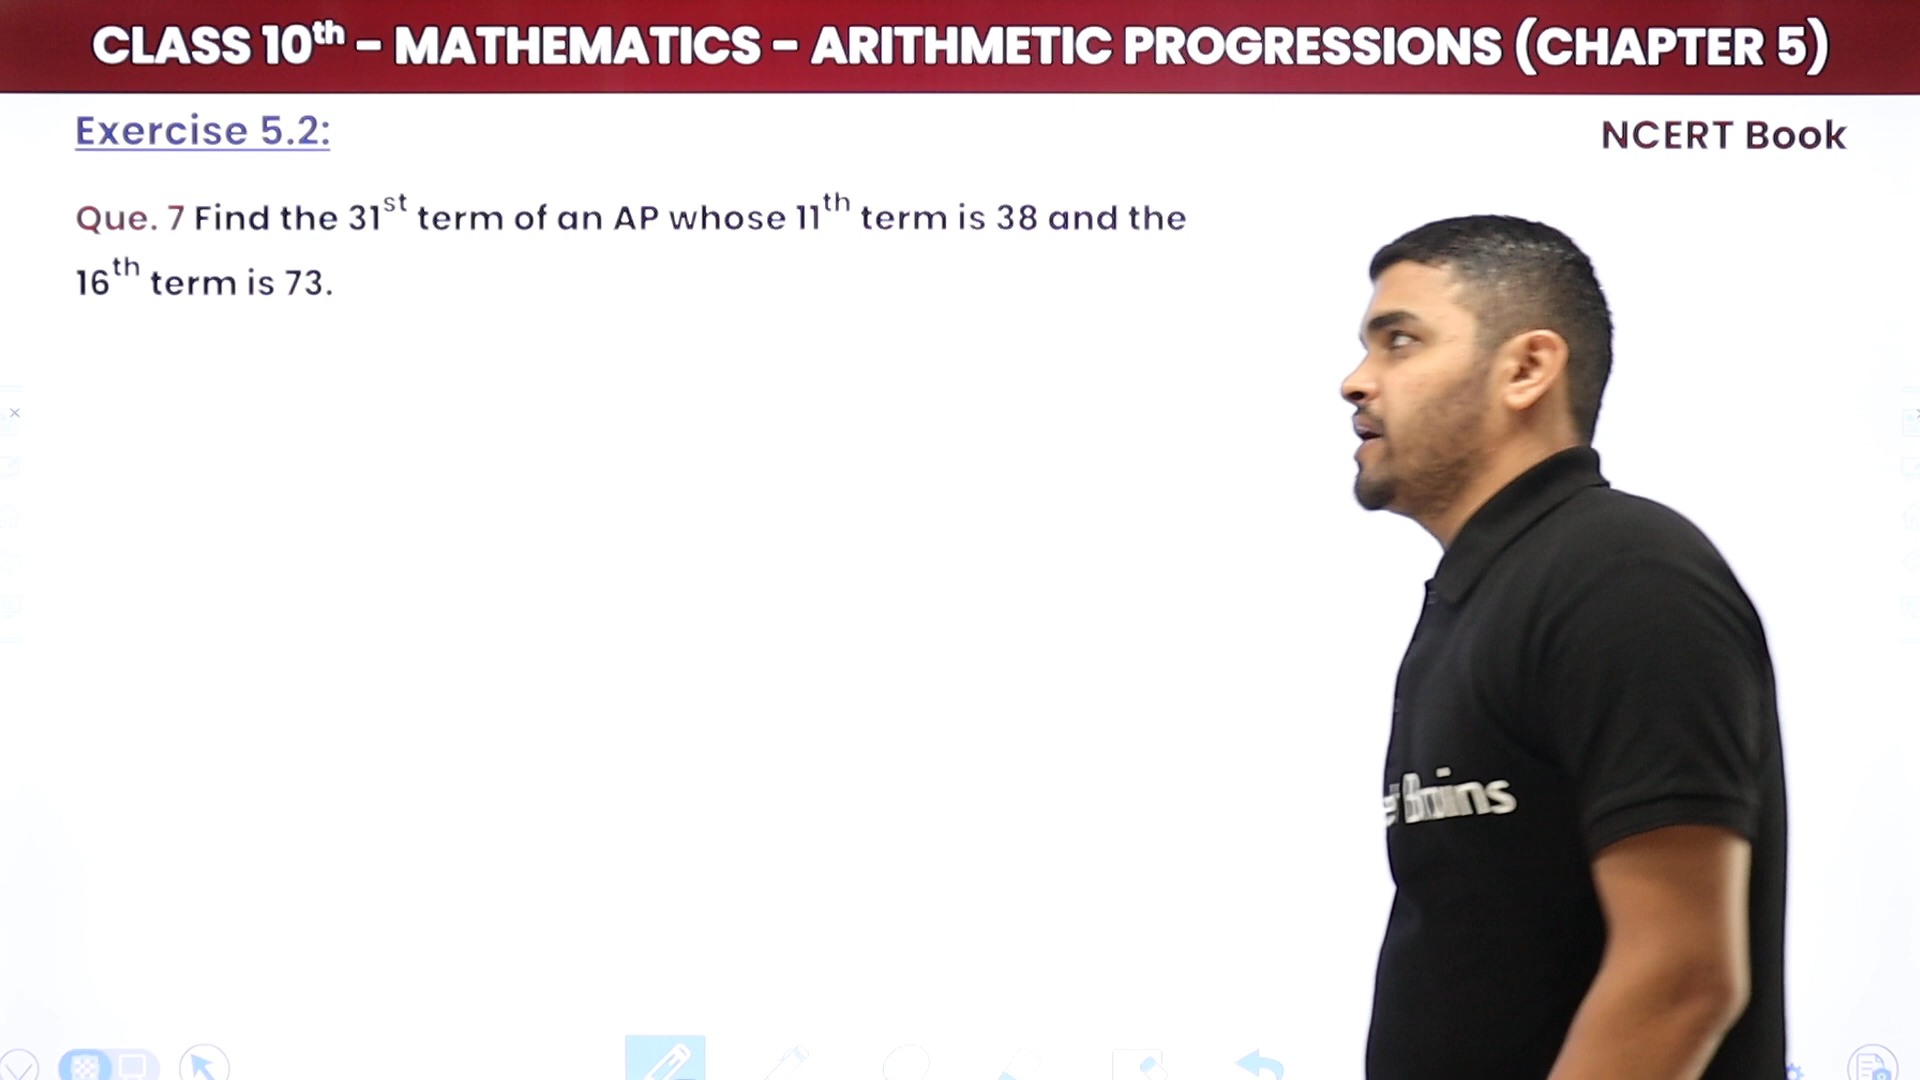 CLASS 10th – MATHEMATICS – ARITHMETIC PROGRESSIONS (CHAPTER 5)
Exercise 5.2:
NCERT Book
Que. 7 Find the 31st term of an AP whose 11th term is 38 and the
16th term is 73.
Brains